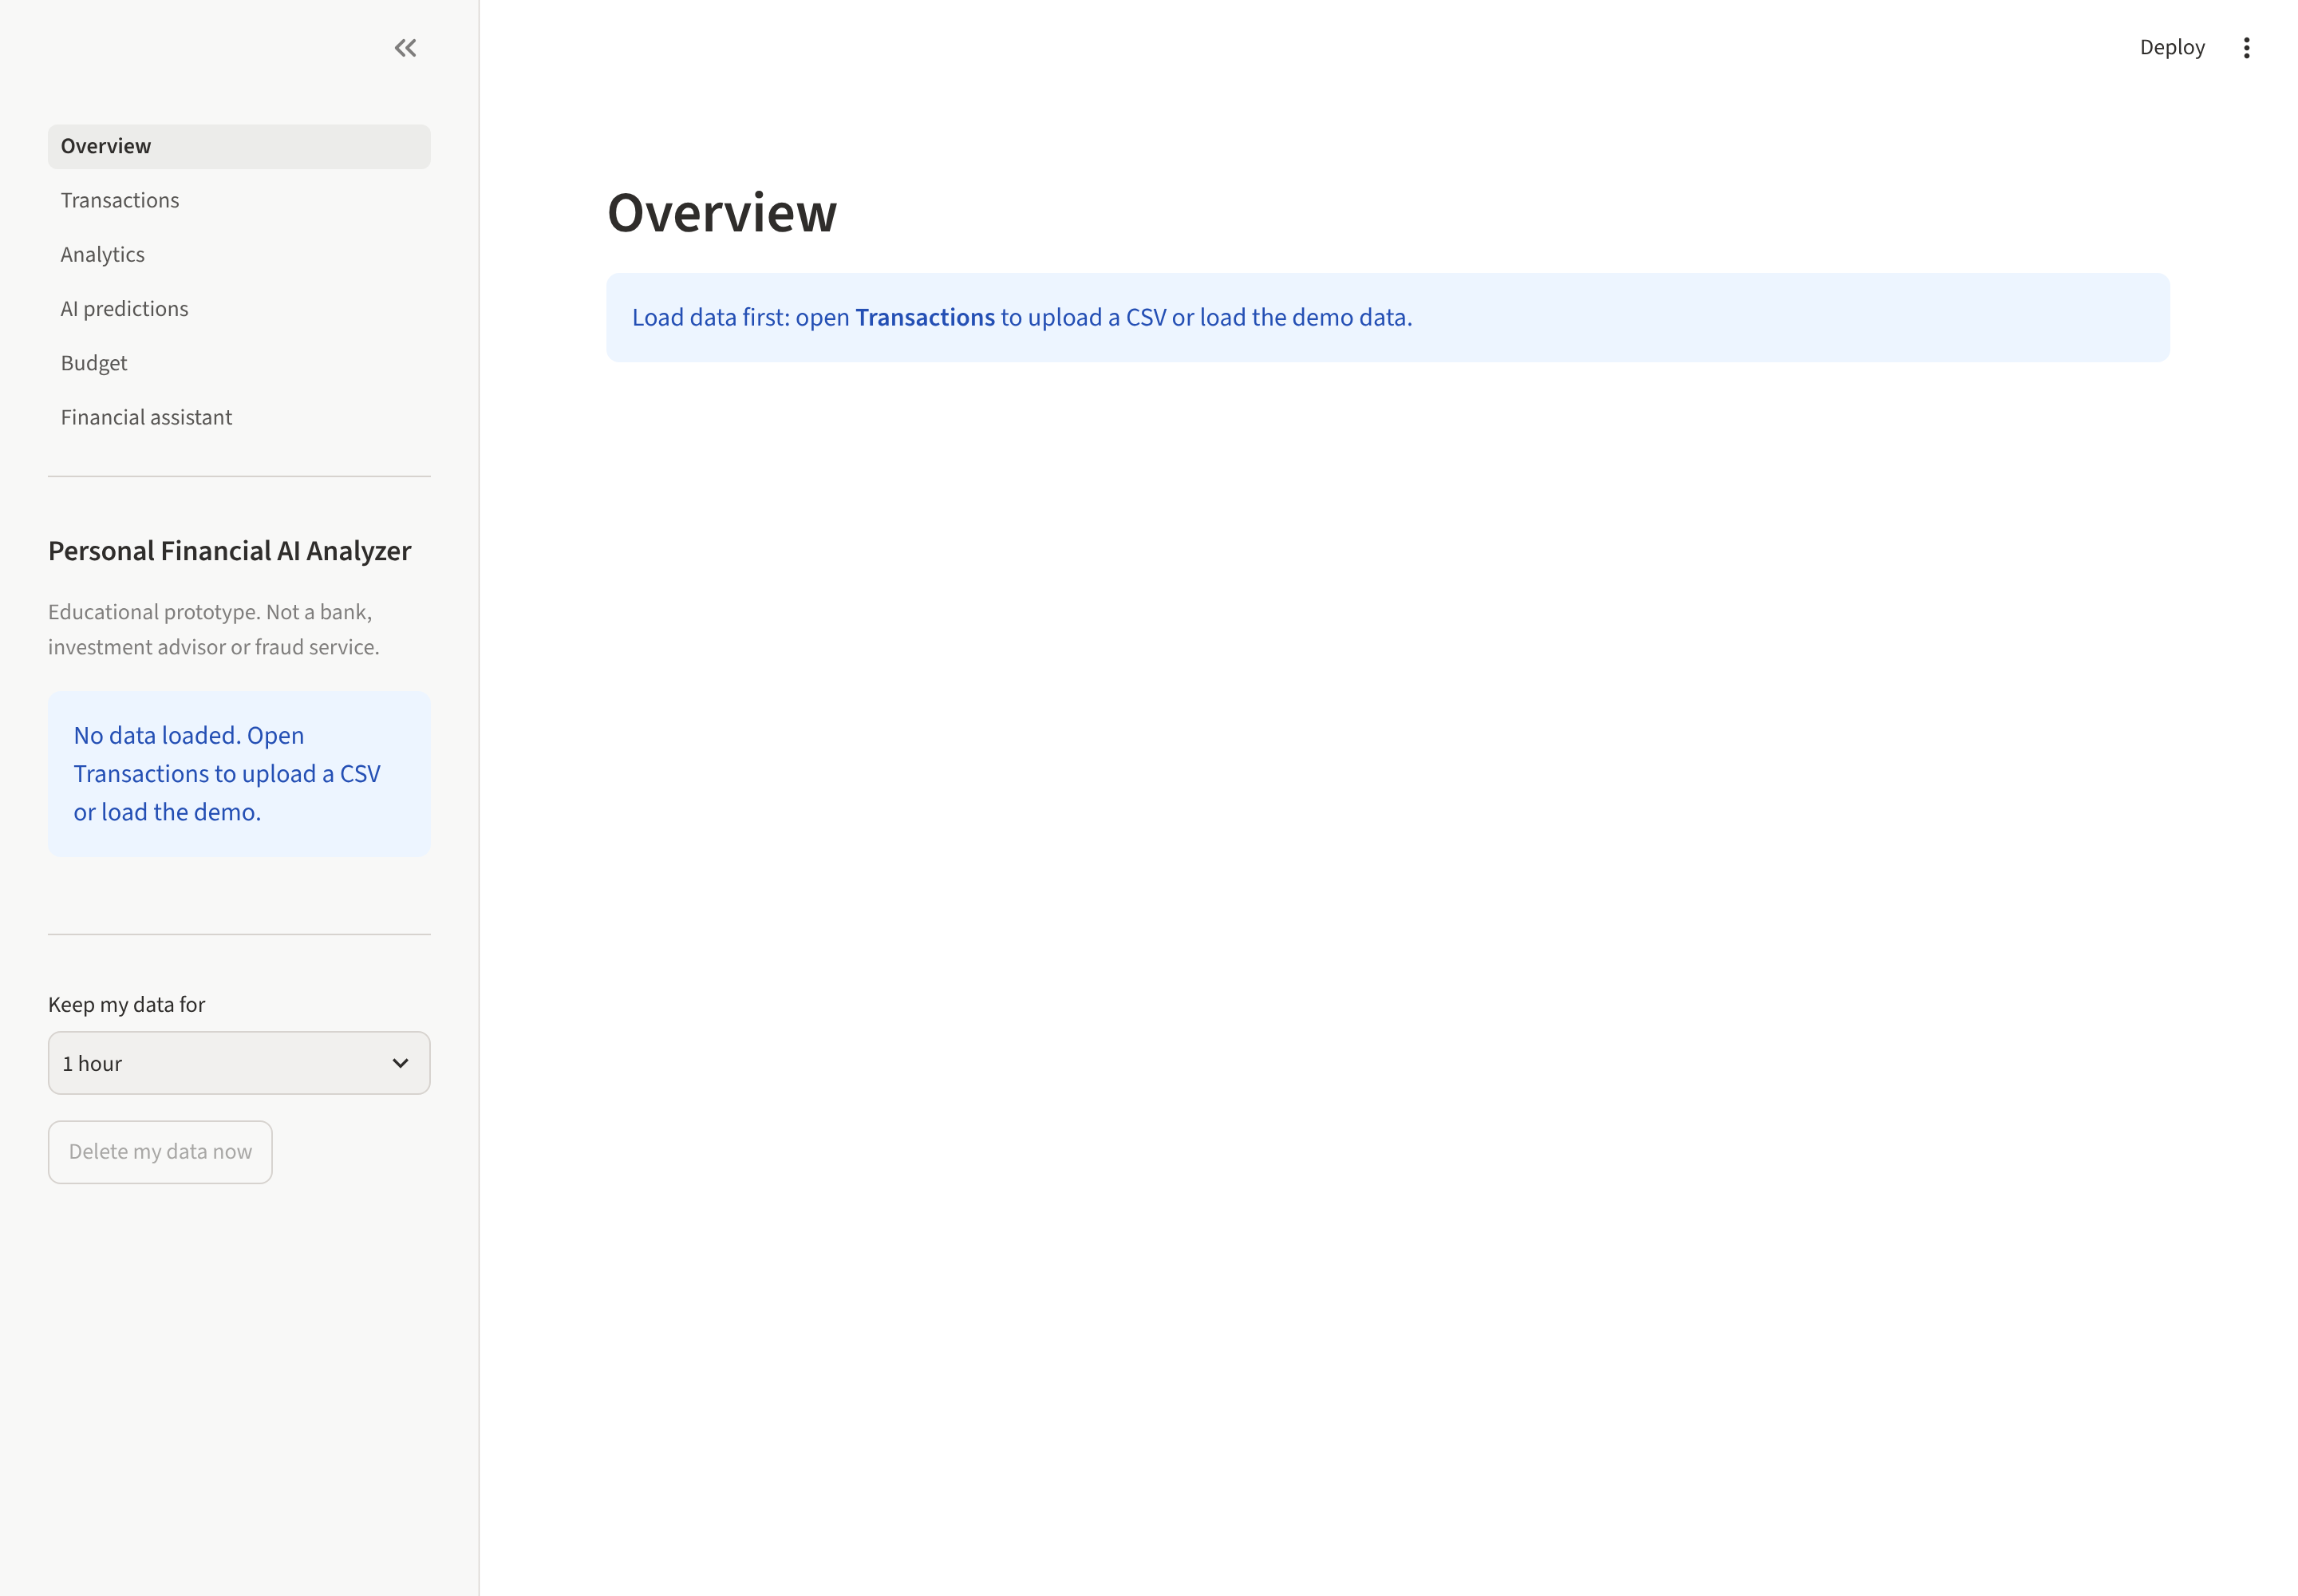 Deploy
Overview
Transactions
Analytics
AI predictions
Budget
Financial assistant
Personal Financial AI Analyzer
Educational prototype. Not a bank,
investment advisor or fraud service.
No data loaded. Open
Transactions to upload a CSV
or load the demo.
Keep my data for
1 hour
Delete my data now
Overview
Load data first: open Transactions to upload a CSV or load the demo data.